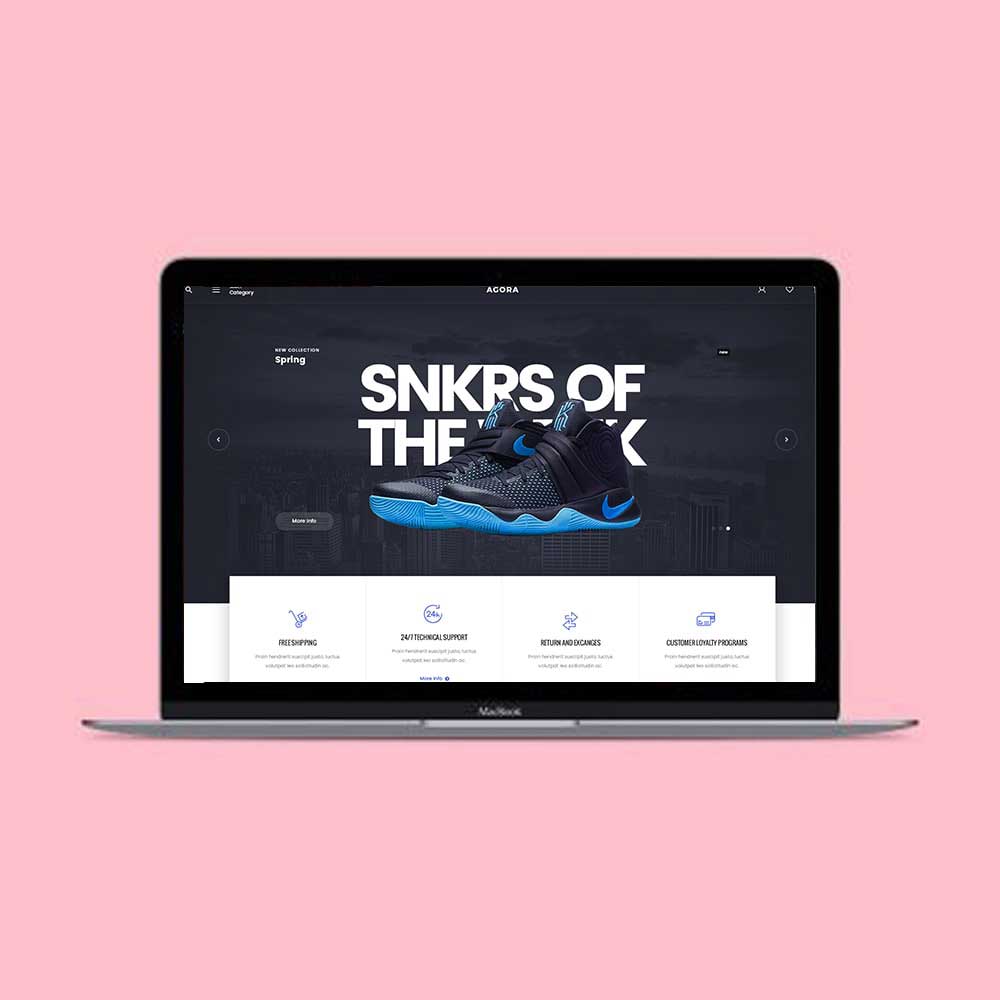 Category
AGORA
NEW COLLECTION
Spring
new
SNKRS OF
THE
More info
24h
FREE SHIPPING
Proin hendrerit suscipit justo, luctus
volutpat leo sollicitudin ac.
24/7 TECHNICAL SUPPORT
Proin hendrerit suscipit justo, luctus
volutpat leo sollicitudin ac.
More info
RETURN AND EXCANGES
Proin hendrerit suscipit justo, luctus
volutpat leo sollicitudin ac.
CUSTOMER LOYALTY PROGRAMS
Proin hendrerit suscipit justo, luctus
volutpat leo sollicitudin ac.
MacBook